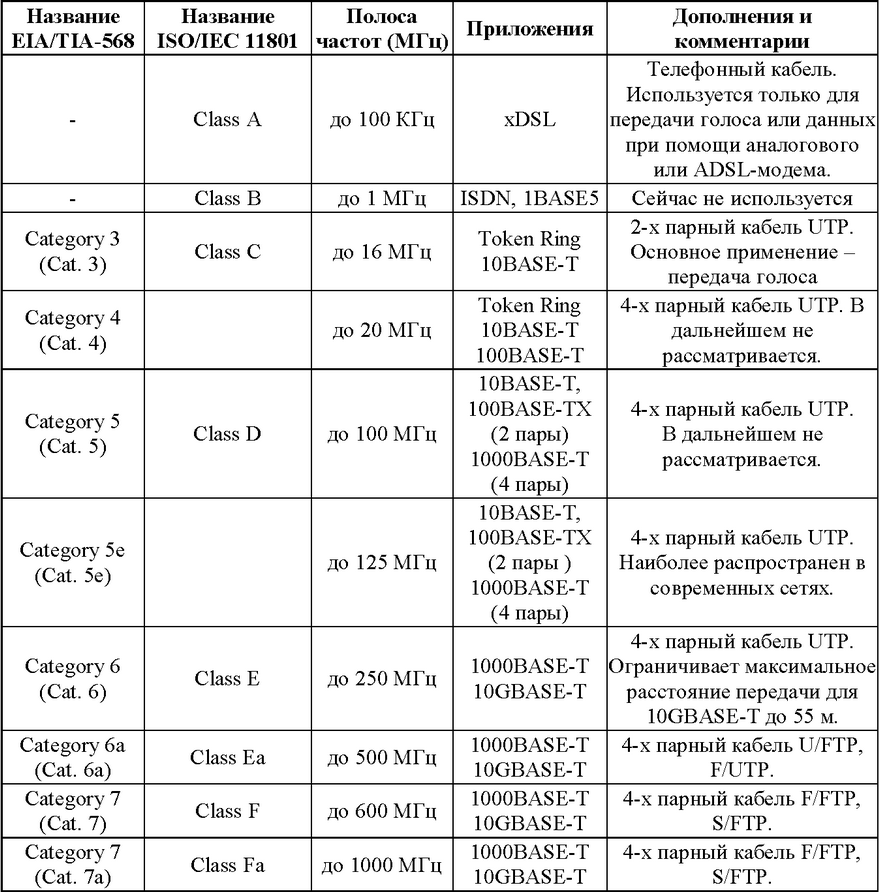 Название EIA/TIA-568
Название ISO/IEC 11801
Полоса частот (МГц)
Приложения
Дополнения и комментарии
-
Class A
до 100 КГц
xDSL
Телефонный кабель.
Используется только для
передачи голоса или данных
при помощи аналогового
или ADSL-модема.
-
Class B
до 1 МГц
ISDN, 1BASE5
Сейчас не используется
Category 3
(Cat. 3)
Class C
до 16 МГц
Token Ring
10BASE-T
2-х парный кабель UTP.
Основное применение –
передача голоса
Category 4
(Cat. 4)
до 20 МГц
Token Ring
10BASE-T
100BASE-T
4-х парный кабель UTP. В
дальнейшем не
рассматривается.
Category 5
(Cat. 5)
Class D
до 100 МГц
10BASE-T,
100BASE-TX
(2 пары)
1000BASE-T
(4 пары)
4-х парный кабель UTP.
В дальнейшем не
рассматривается.
Category 5e
(Cat. 5e)
до 125 МГц
10BASE-T,
100BASE-TX
(2 пары )
1000BASE-T
(4 пары)
4-х парный кабель UTP.
Наиболее распространен в
современных сетях.
Category 6
(Cat. 6)
Class E
до 250 МГц
1000BASE-T
10GBASE-T
4-х парный кабель UTP.
Ограничивает максимальное
расстояние передачи для
10GBASE-T до 55 м.
Category 6a
(Cat. 6a)
Class Ea
до 500 МГц
1000BASE-T
10GBASE-T
4-х парный кабель U/FTP,
F/UTP.
Category 7
(Cat. 7)
Class F
до 600 МГц
1000BASE-T
10GBASE-T
4-х парный кабель F/FTP,
S/FTP.
Category 7
(Cat. 7a)
Class Fa
до 1000 МГц
1000BASE-T
10GBASE-T
4-х парный кабель F/FTP,
S/FTP.